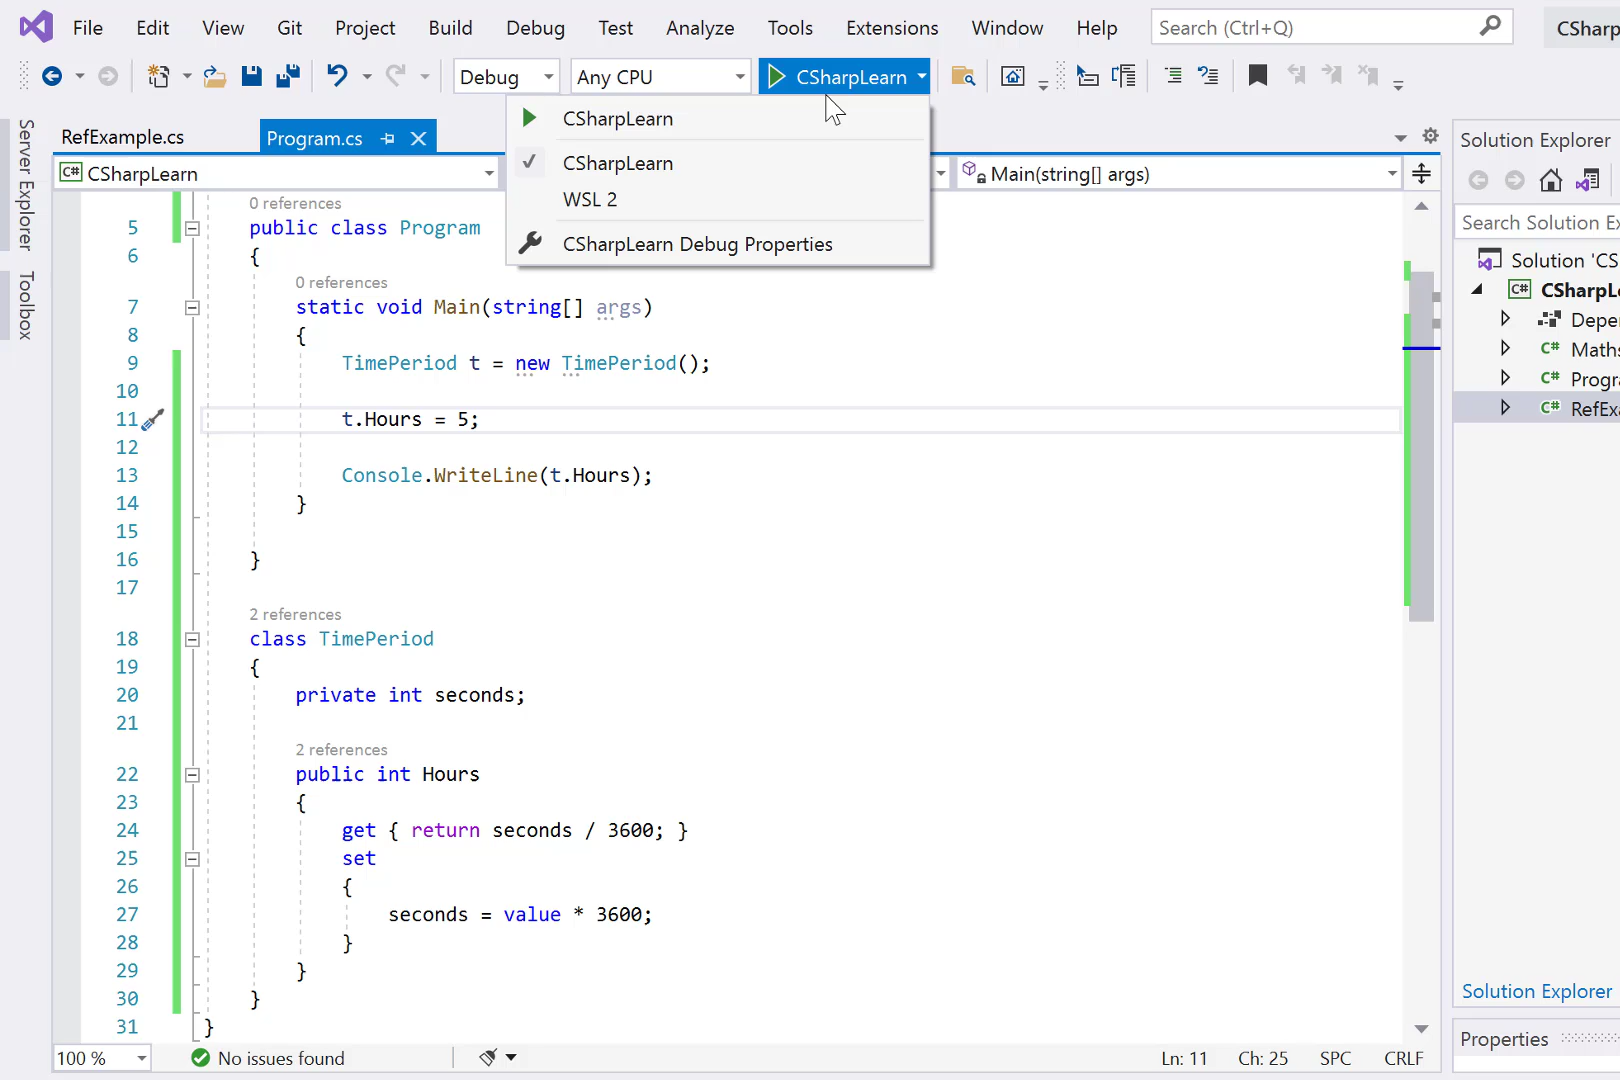 File Edit View Git Project Build Debug Test Analyze Tools Extensions Window Help Search (Ctrl+Q) CSharp
Debug Any CPU CSharpLearn
CSharpLearn
CSharpLearn
WSL 2
CSharpLearn Debug Properties
Server Explorer
Toolbox
RefExample.cs Program.cs
C# CSharpLearn Main(string[] args)
0 references
5 public class Program
6 {
0 references
7 static void Main(string[] args)
8 {
9 TimePeriod t = new TimePeriod();
10
11 t.Hours = 5;
12
13 Console.WriteLine(t.Hours);
14 }
15
16 }
17
2 references
18 class TimePeriod
19 {
20 private int seconds;
21
2 references
22 public int Hours
23 {
24 get { return seconds / 3600; }
25 set
26 {
27 seconds = value * 3600;
28 }
29 }
30 }
31 }
100 % No issues found Ln: 11 Ch: 25 SPC CRLF
Solution Explorer
Search Solution Ex
Solution 'CS
C# CSharpLe
Deper
C# Maths
C# Progra
C# RefExa
Solution Explorer
Properties